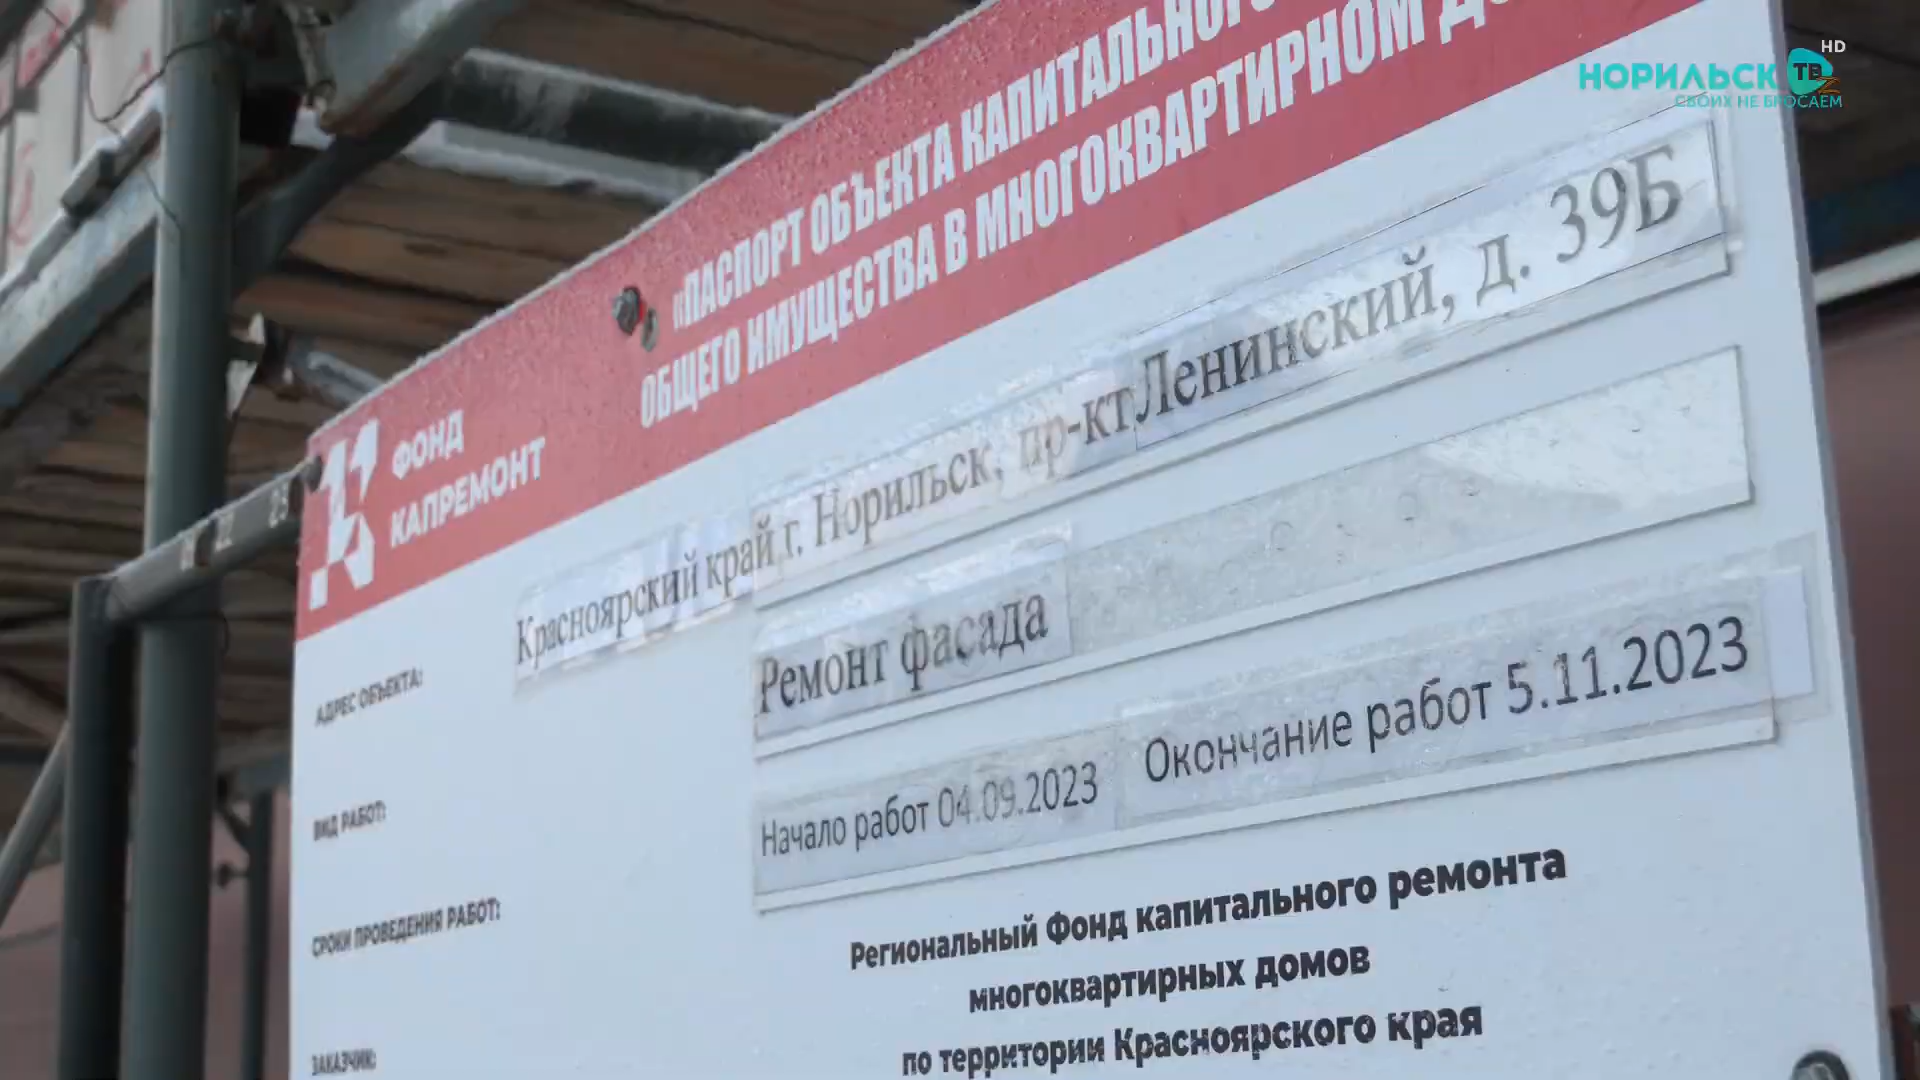 HD
НОРИЛЬСК ТВ
СВОИХ НЕ БРОСАЕМ
«ПАСПОРТ ОБЪЕКТА КАПИТАЛЬНОГО
ОБЩЕГО ИМУЩЕСТВА В МНОГОКВАРТИРНОМ
ФОНД
КАПРЕМОНТ
АДРЕС ОБЪЕКТА:
Красноярский край г. Норильск, пр-кт Ленинский, д. 39Б
ВИД РАБОТ:
Ремонт фасада
СРОКИ ПРОВЕДЕНИЯ РАБОТ:
Начало работ 04.09.2023 Окончание работ 5.11.2023
ЗАКАЗЧИК:
Региональный Фонд капитального ремонта
многоквартирных домов
по территории Красноярского края